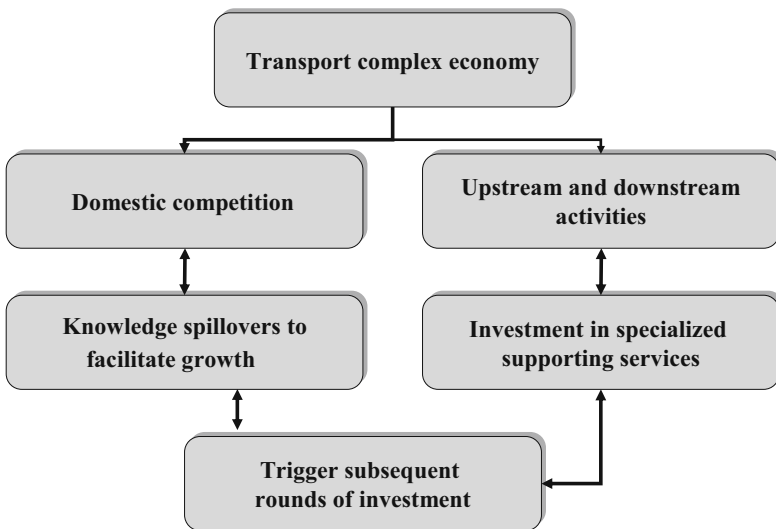 Transport complex economy
Domestic competition
Upstream and downstream
activities
Knowledge spillovers to
facilitate growth
Investment in specialized
supporting services
Trigger subsequent
rounds of investment